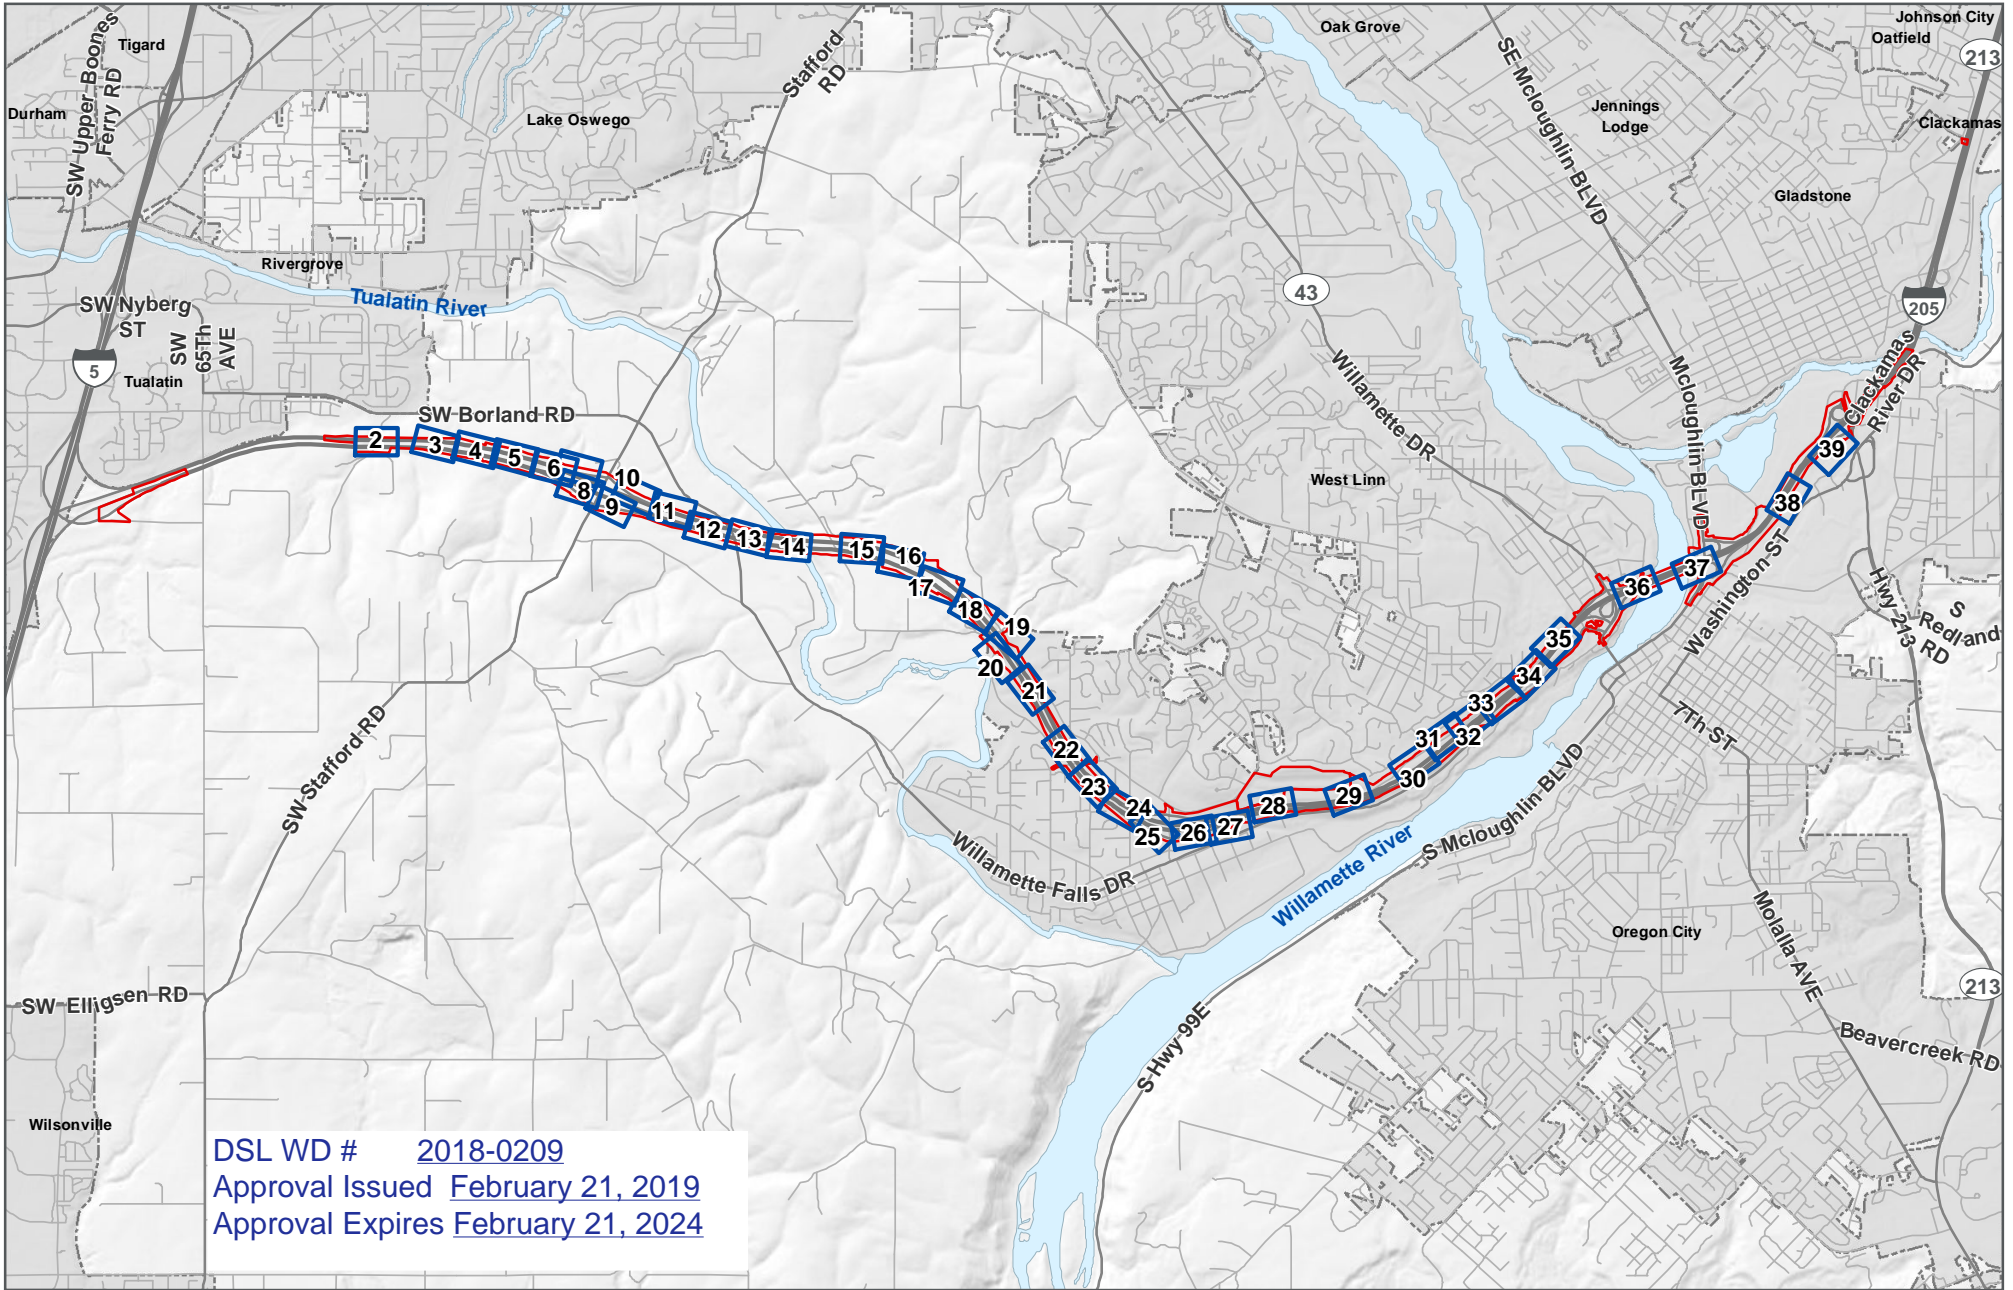 Tigard
SW Upper Boones
Ferry RD
Durham
Lake Oswego
Stafford
RD
Oak Grove
SE Mcloughlin BLVD
Johnson City
Oatfield
213
Jennings
Lodge
Clackamas
Gladstone
Rivergrove
Tualatin River
SW Nyberg
ST
SW
65Th
AVE
5
Tualatin
43
205
Willamette DR
Mcloughlin BLVD
Clackamas
River DR
SW Borland RD
West Linn
2
3
4
5
6
8
9
10
11
12
13
14
15
16
17
18
19
20
21
22
23
24
25
26
27
28
29
30
31
32
33
34
35
36
37
38
39
Washington ST
Hwy 213
S
Redland
RD
SW Stafford RD
7Th ST
S Mcloughlin BLVD
Willamette River
Willamette Falls DR
Oregon City
Molalla AVE
SW Elligsen RD
213
S Hwy 99E
Beavercreek RD
Wilsonville
DSL WD # 2018-0209
Approval Issued February 21, 2019
Approval Expires February 21, 2024